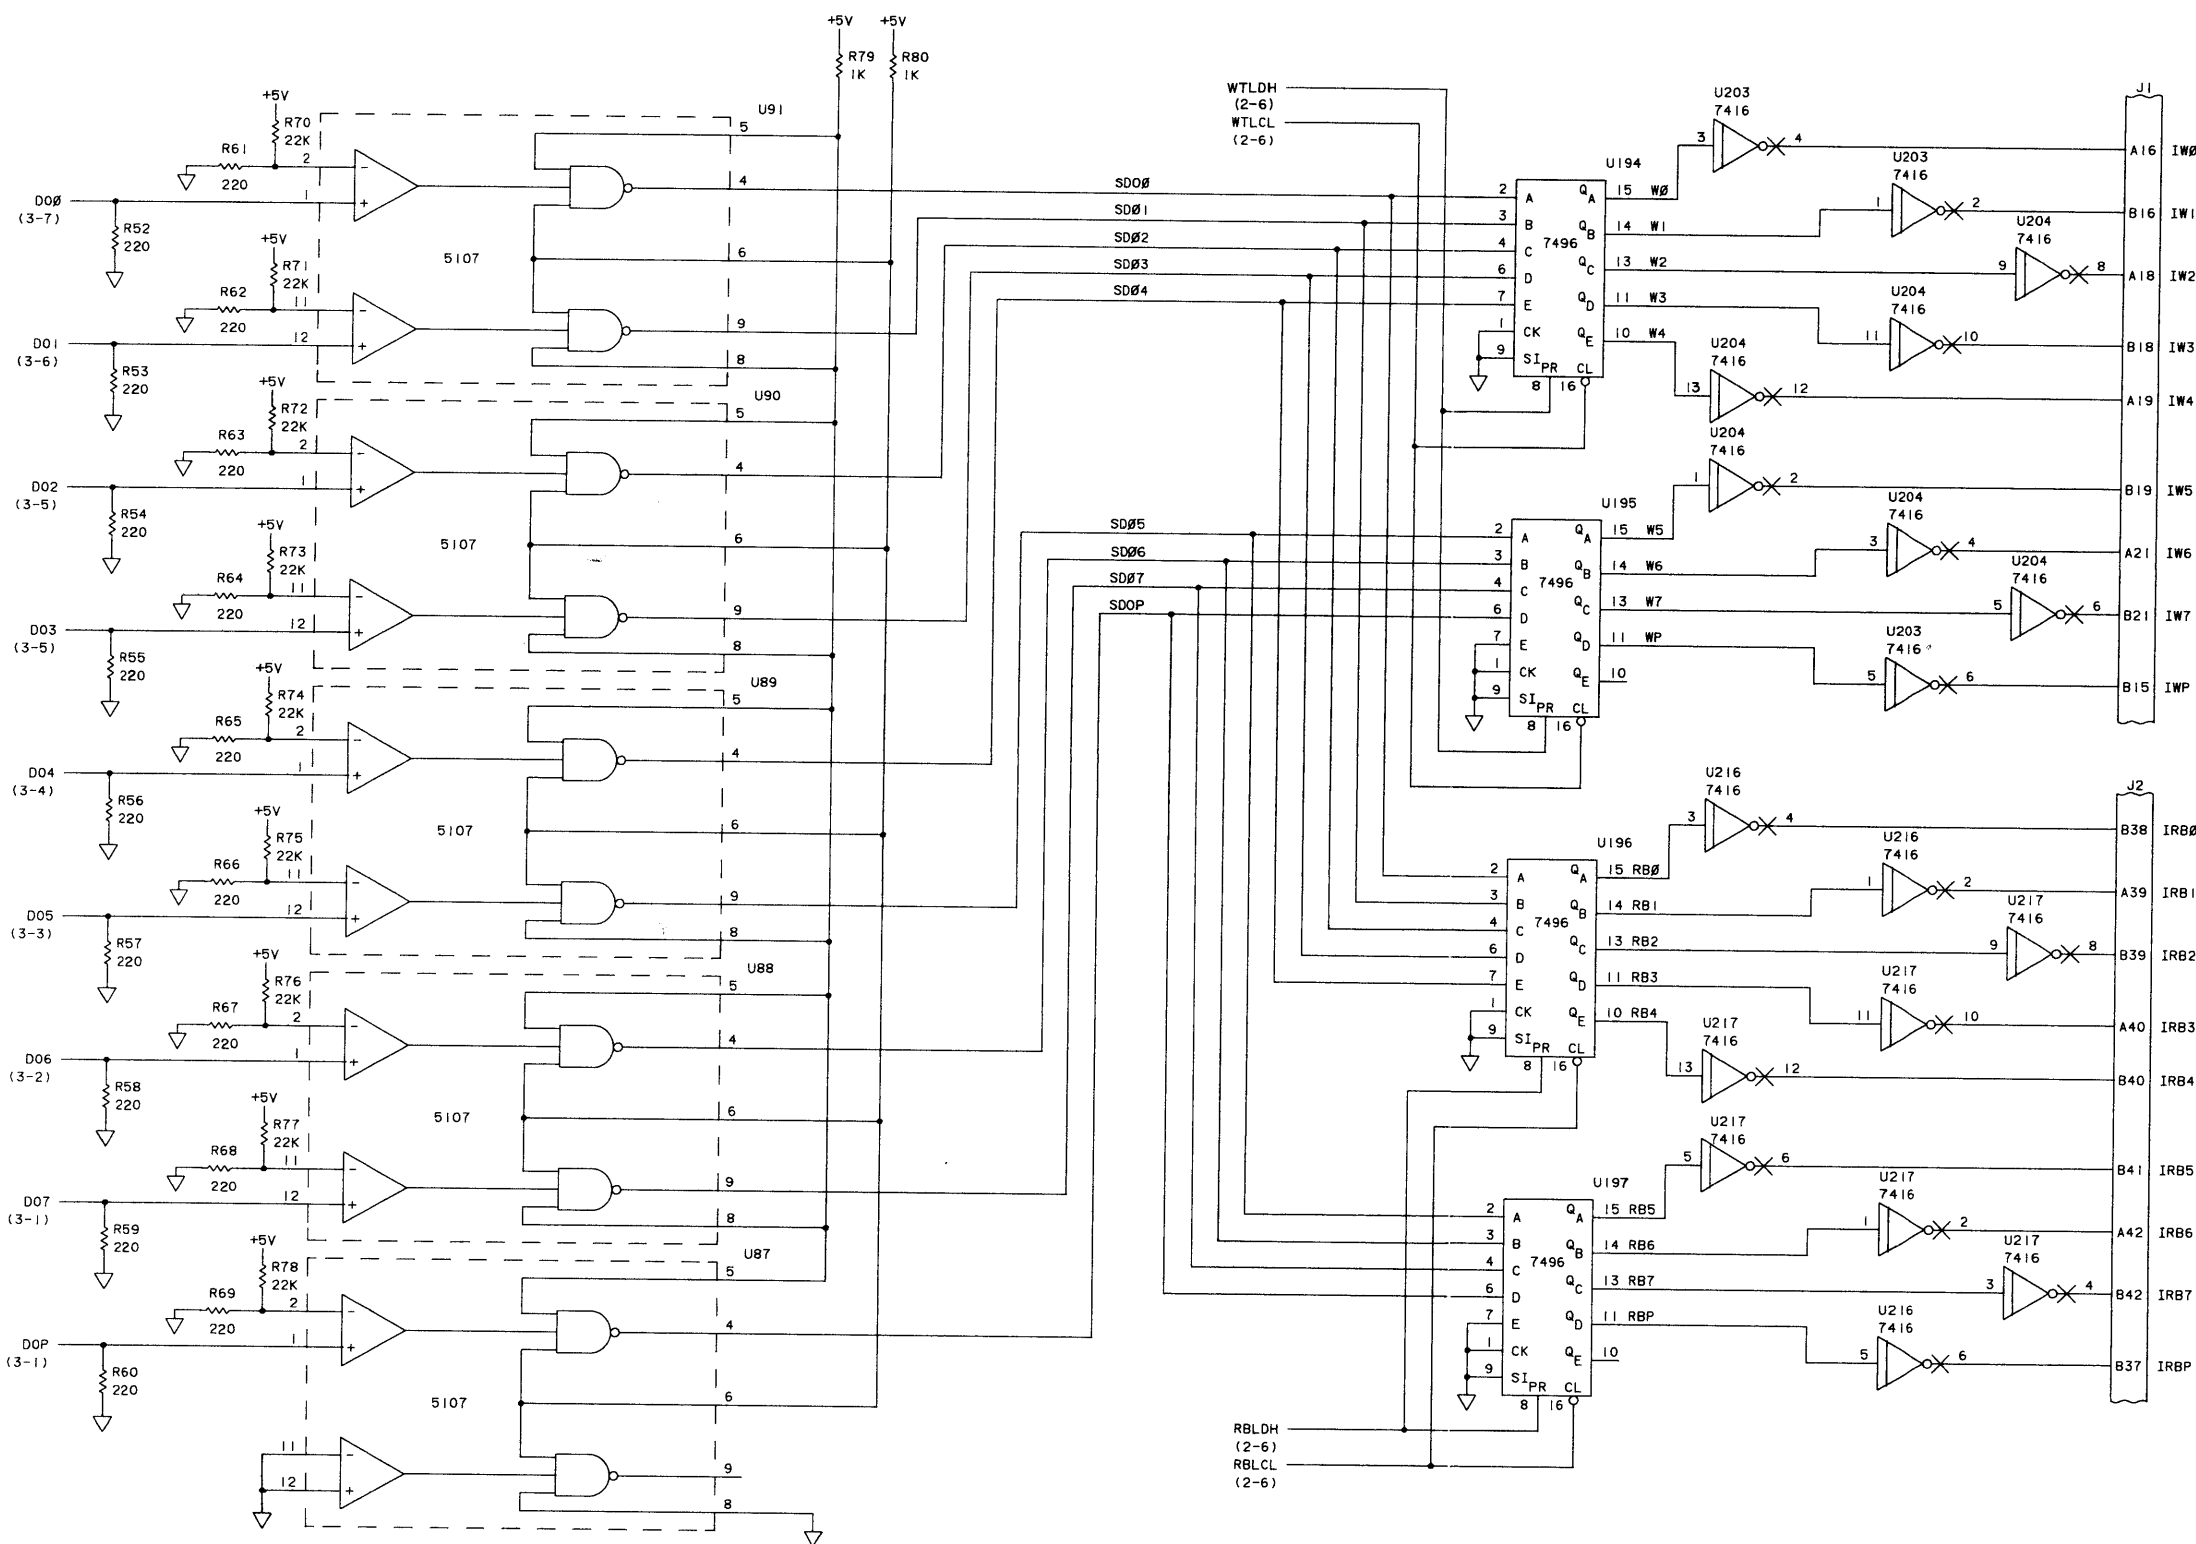 +5V +5V
R79 1K
R80 1K
+5V
R70 22K
U91
R61 220
2
5
4
DOØ (3-7)
1
R52 220
5107
6
+5V
R71 22K
R62 220
11
9
DO1 (3-6)
12
8
R53 220
+5V
R72 22K
U90
R63 220
2
5
4
DO2 (3-5)
1
R54 220
5107
6
+5V
R73 22K
R64 220
11
9
DO3 (3-5)
12
8
R55 220
+5V
R74 22K
U89
R65 220
2
5
4
DO4 (3-4)
1
R56 220
5107
6
+5V
R75 22K
R66 220
11
9
DO5 (3-3)
12
8
R57 220
+5V
R76 22K
U88
R67 220
2
5
4
DO6 (3-2)
1
R58 220
5107
6
+5V
R77 22K
R68 220
11
9
DO7 (3-1)
12
8
R59 220
+5V
R78 22K
U87
R69 220
2
5
4
DOP (3-1)
1
R60 220
5107
6
11
9
12
8
WTLDH
(2-6)
WTLCL
(2-6)
SDOØ
SDØ1
SDØ2
SDØ3
SDØ4
SDØ5
SDØ6
SDØ7
SDOP
RBLDH
(2-6)
RBLCL
(2-6)
U194
7496
2 A QA 15 WØ
3 B QB 14 W1
4 C QC 13 W2
6 D QD 11 W3
7 E QE 10 W4
1 CK
9 SI PR CL
8 16
U195
7496
2 A QA 15 W5
3 B QB 14 W6
4 C QC 13 W7
6 D QD 11 WP
7 E QE 10
1 CK
9 SI PR CL
8 16
U196
7496
2 A QA 15 RBØ
3 B QB 14 RB1
4 C QC 13 RB2
6 D QD 11 RB3
7 E QE 10 RB4
1 CK
9 SI PR CL
8 16
U197
7496
2 A QA 15 RB5
3 B QB 14 RB6
4 C QC 13 RB7
6 D QD 11 RBP
7 E QE 10
1 CK
9 SI PR CL
8 16
J1
U203 7416
3 4 A16 IWØ
U203 7416
1 2 B16 IW1
U204 7416
9 8 A18 IW2
U204 7416
11 10 B18 IW3
U204 7416
13 12 A19 IW4
U204 7416
1 2 B19 IW5
U204 7416
3 4 A21 IW6
U204 7416
5 6 B21 IW7
U203 7416
5 6 B15 IWP
J2
U216 7416
3 4 B38 IRBØ
U216 7416
1 2 A39 IRB1
U217 7416
9 8 B39 IRB2
U217 7416
11 10 A40 IRB3
U217 7416
13 12 B40 IRB4
U217 7416
5 6 B41 IRB5
U217 7416
1 2 A42 IRB6
U217 7416
3 4 B42 IRB7
U216 7416
5 6 B37 IRBP